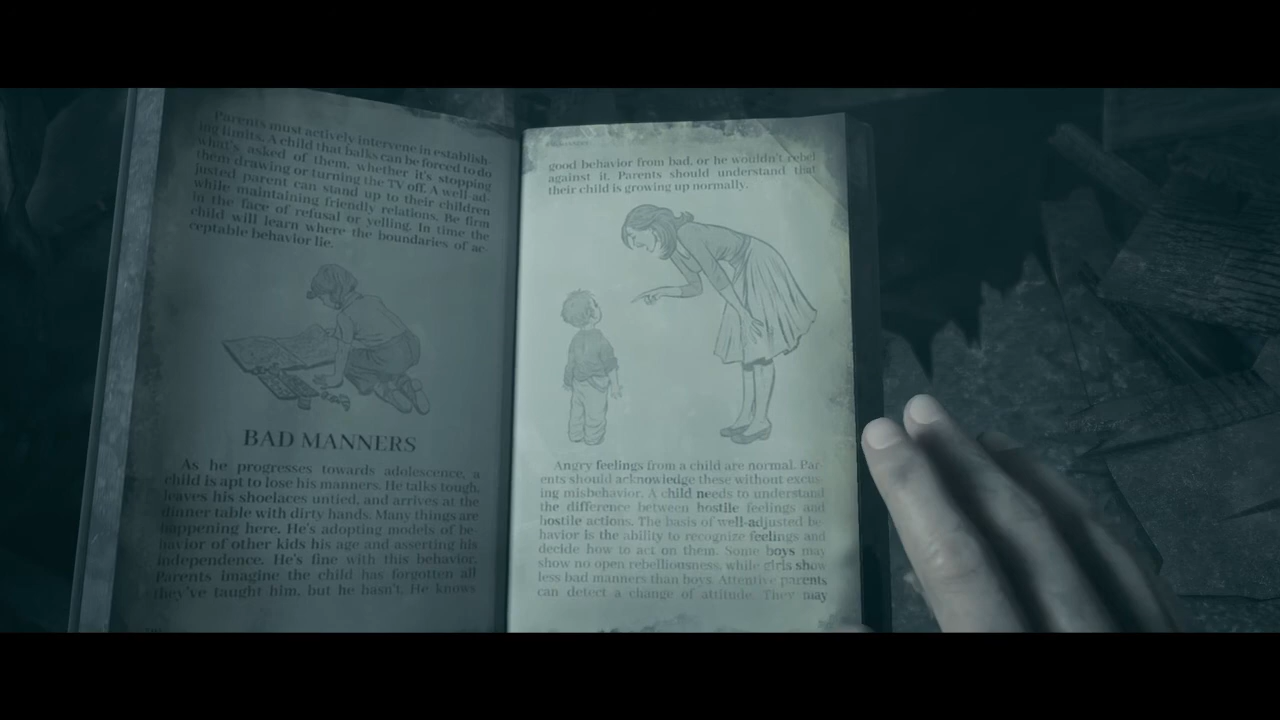 Parents must actively intervene in establish-
ing limits. A child that balks can be forced to do
what's asked of them, whether it's stopping
them drawing or turning the TV off. A well-ad-
justed parent can stand up to their children
while maintaining friendly relations. Be firm
in the face of refusal or yelling. In time the
child will learn where the boundaries of ac-
ceptable behavior lie.
BAD MANNERS
As he progresses towards adolescence, a
child is apt to lose his manners. He talks tough,
leaves his shoelaces untied, and arrives at the
dinner table with dirty hands. Many things are
happening here. He's adopting models of be-
havior of other kids his age and asserting his
independence. He's fine with this behavior.
Parents imagine the child has forgotten all
they've taught him, but he hasn't. He knows
good behavior from bad, or he wouldn't rebel
against it. Parents should understand that
their child is growing up normally.
Angry feelings from a child are normal. Par
ents should acknowledge these without excus-
ing misbehavior. A child needs to understand
the difference between hostile feelings and
hostile actions. The basis of well-adjusted be-
havior is the ability to recognize feelings and
decide how to act on them. Some boys may
show no open rebelliousness, while girls show
less bad manners than boys. Attentive parents
can detect a change of attitude. They may